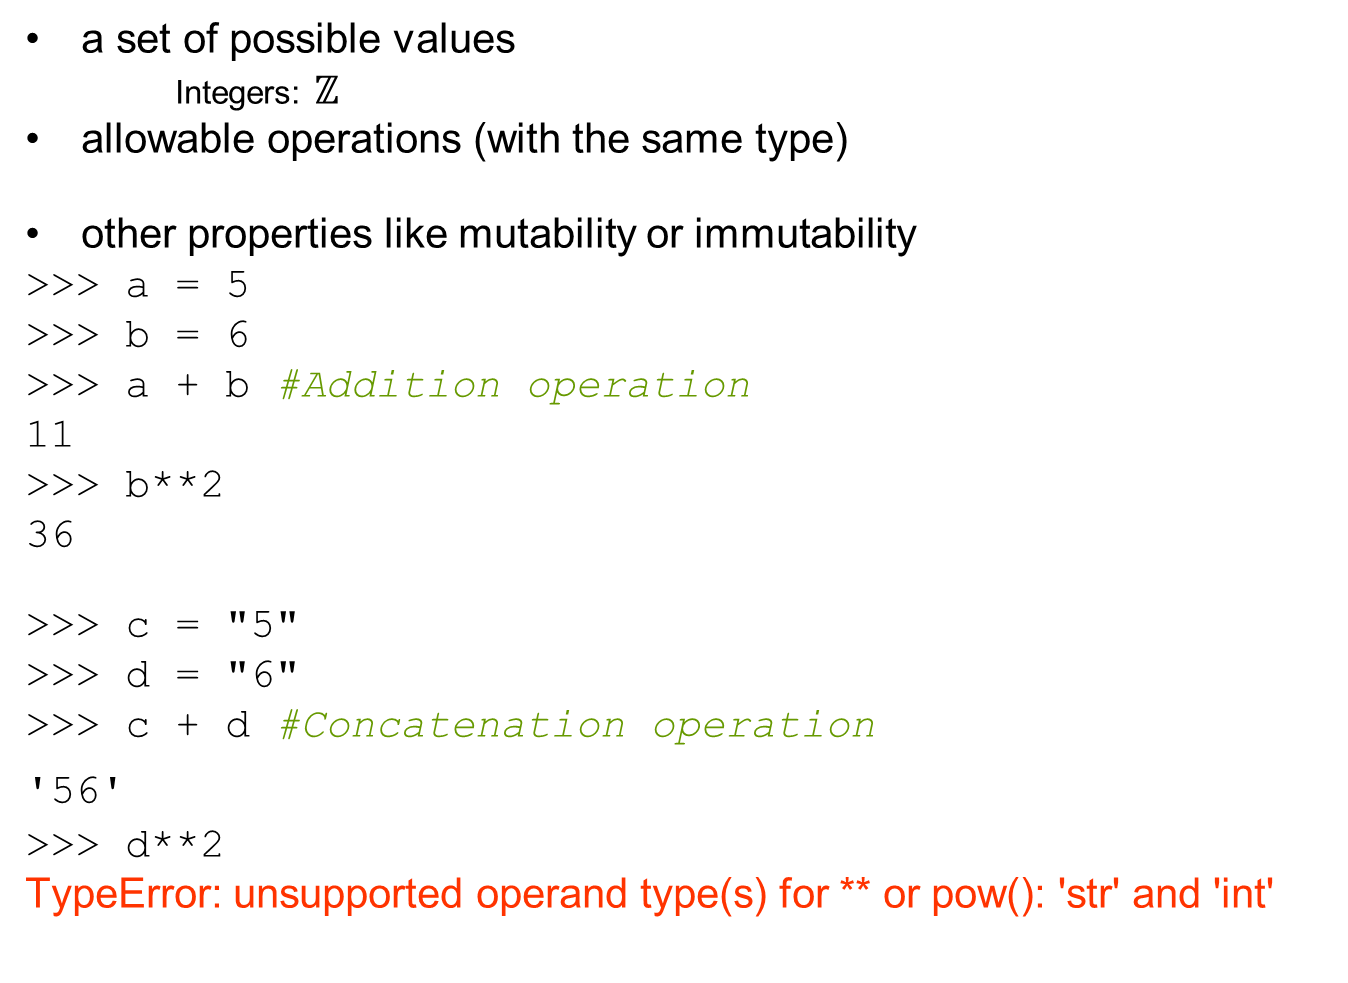 • a set of possible values
Integers: ℤ
• allowable operations (with the same type)
• other properties like mutability or immutability
>>> a = 5
>>> b = 6
>>> a + b #Addition operation
11
>>> b**2
36
>>> c = "5"
>>> d = "6"
>>> c + d #Concatenation operation
'56'
>>> d**2
TypeError: unsupported operand type(s) for ** or pow(): 'str' and 'int'